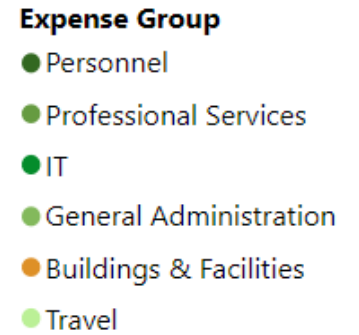 Expense Group
Personnel
Professional Services
IT
General Administration
Buildings & Facilities
Travel